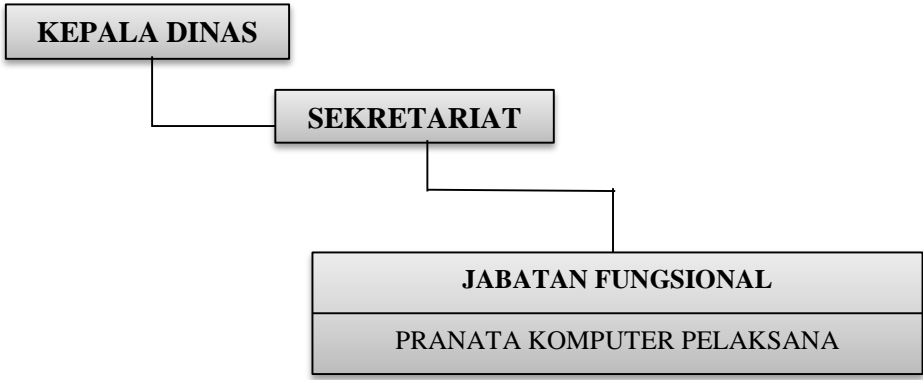 KEPALA DINAS
SEKRETARIAT
JABATAN FUNGSIONAL
PRANATA KOMPUTER PELAKSANA